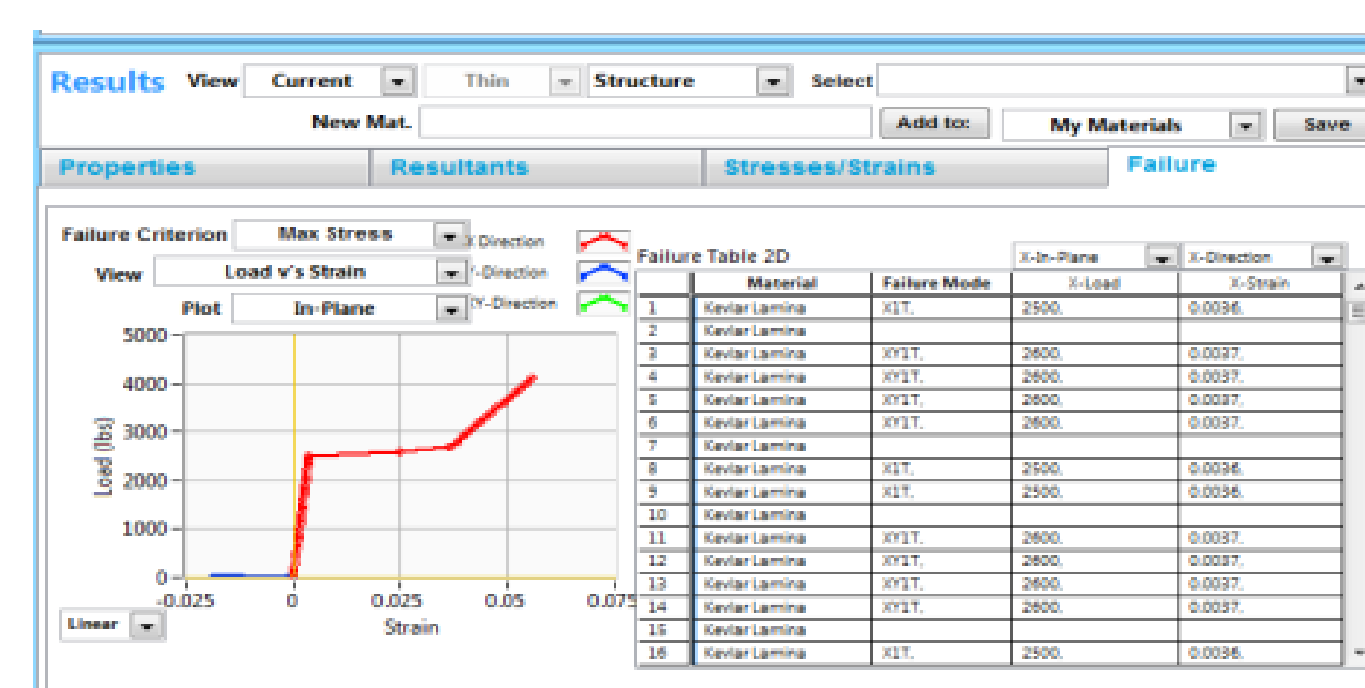 Results View Current Thin Structure Select
New Mat. Add to: My Materials Save
Properties Resultants Stresses/Strains Failure
Failure Criterion Max Stress
View Load v's Strain
Plot In-Plane
X Direction
Y-Direction
XY-Direction
5000
4000
3000
2000
1000
0
Load (lbs)
-0.025 0 0.025 0.05 0.075
Strain
Linear
Failure Table 2D X-In-Plane X-Direction
Material Failure Mode X-Load X-Strain
1 Kevlar Lamina X1T, 2500, 0.0036,
2 Kevlar Lamina
3 Kevlar Lamina XY1T, 2600, 0.0037,
4 Kevlar Lamina XY1T, 2600, 0.0037,
5 Kevlar Lamina XY1T, 2600, 0.0037,
6 Kevlar Lamina XY1T, 2600, 0.0037,
7 Kevlar Lamina
8 Kevlar Lamina X1T, 2500, 0.0036,
9 Kevlar Lamina X1T, 2500, 0.0036,
10 Kevlar Lamina
11 Kevlar Lamina XY1T, 2600, 0.0037,
12 Kevlar Lamina XY1T, 2600, 0.0037,
13 Kevlar Lamina XY1T, 2600, 0.0037,
14 Kevlar Lamina XY1T, 2600, 0.0037,
15 Kevlar Lamina
16 Kevlar Lamina X1T, 2500, 0.0036,